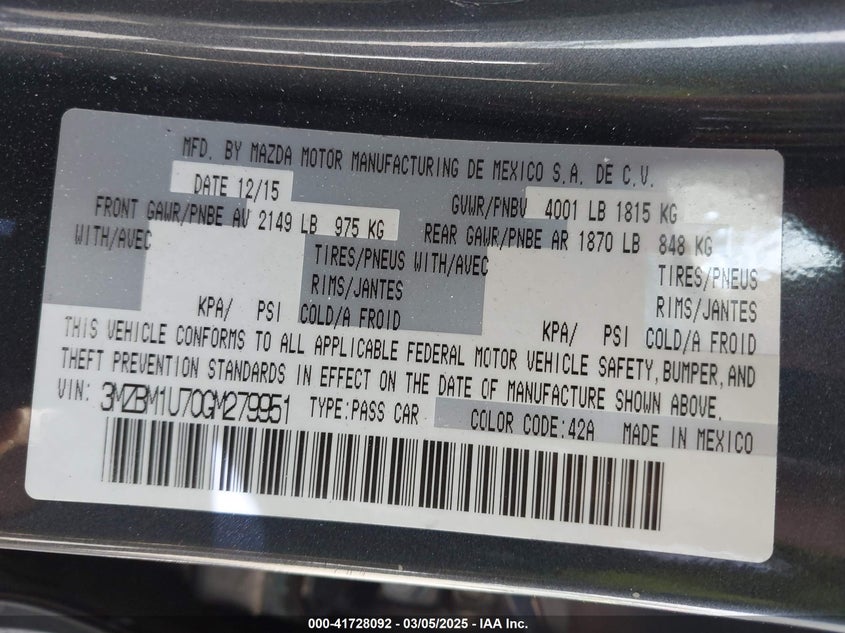 MFD. BY MAZDA MOTOR MANUFACTURING DE MEXICO S.A. DE C.V.
DATE 12/15 GVWR/PNBV 4001 LB 1815 KG
FRONT GAWR/PNBE AV 2149 LB 975 KG REAR GAWR/PNBE AR 1870 LB 848 KG
WITH/AVEC TIRES/PNEUS WITH/AVEC TIRES/PNEUS
RIMS/JANTES RIMS/JANTES
KPA/ PSI COLD/A FROID KPA/ PSI COLD/A FROID
THIS VEHICLE CONFORMS TO ALL APPLICABLE FEDERAL MOTOR VEHICLE SAFETY, BUMPER, AND
THEFT PREVENTION STANDARDS IN EFFECT ON THE DATE OF MANUFACTURE SHOWN ABOVE.
VIN: 3MZBM1U70GM279951 TYPE:PASS CAR COLOR CODE:42A MADE IN MEXICO
000-41728092 - 03/05/2025 - IAA Inc.